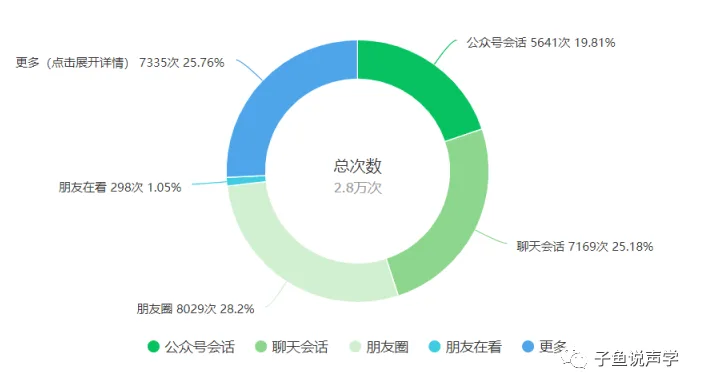 公众号会话 5641次 19.81%
更多（点击展开详情） 7335次 25.76%
总次数
2.8万次
朋友在看 298次 1.05%
聊天会话 7169次 25.18%
朋友圈 8029次 28.2%
公众号会话 聊天会话 朋友圈 朋友在看 更多
子鱼说声学